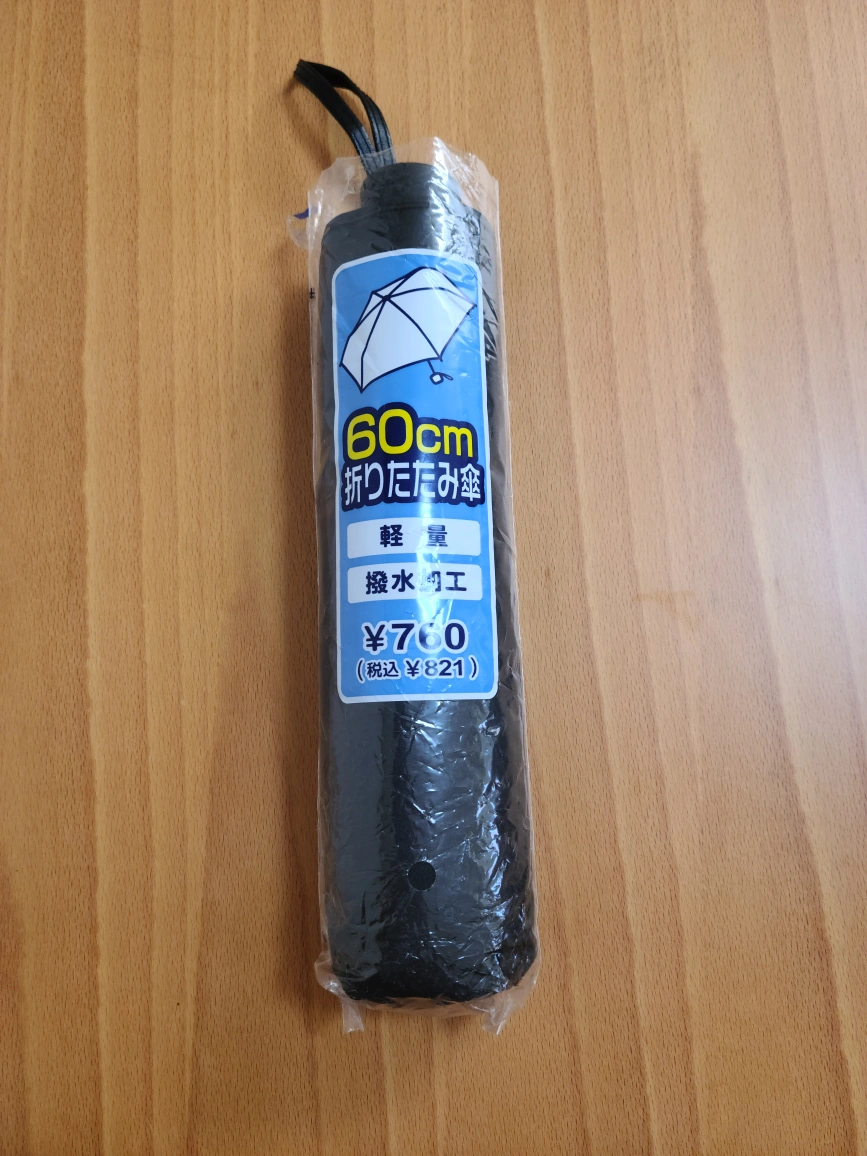 60cm
折りたたみ傘
軽量
撥水加工
¥760
(税込¥821)